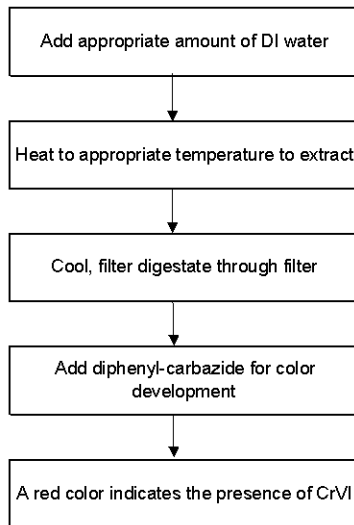 Add appropriate amount of DI water
Heat to appropriate temperature to extract
Cool, filter digestate through filter
Add diphenyl-carbazide for color
development
A red color indicates the presence of CrVI